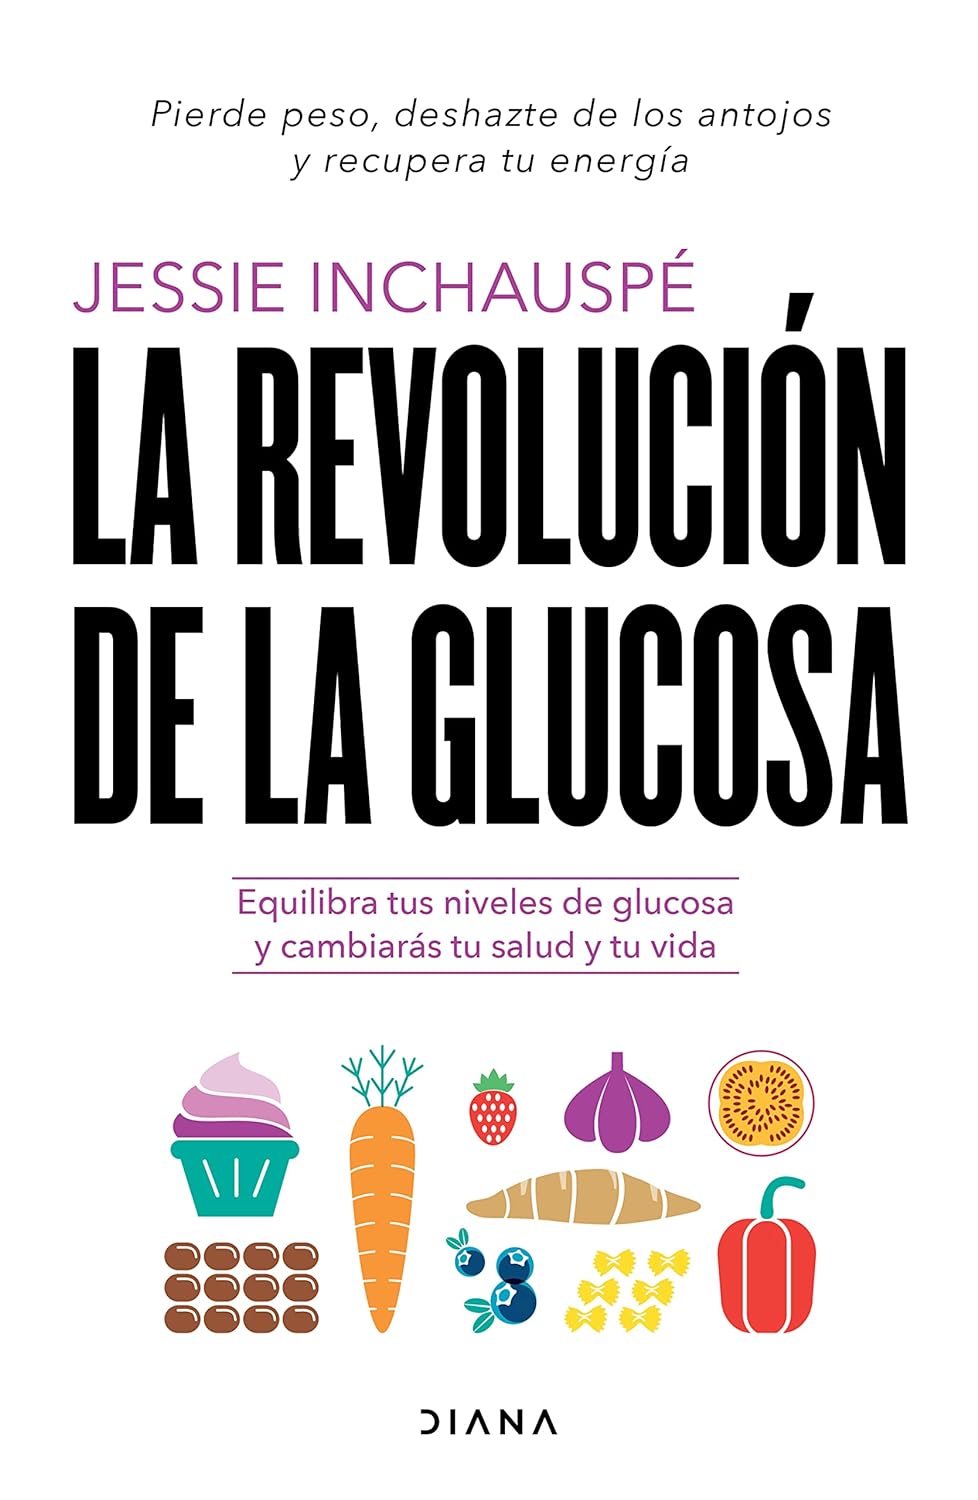 Pierde peso, deshazte de los antojos
y recupera tu energía
JESSIE INCHAUSPÉ
LA REVOLUCIÓN
DE LA GLUCOSA
Equilibra tus niveles de glucosa
y cambiarás tu salud y tu vida
DIANA